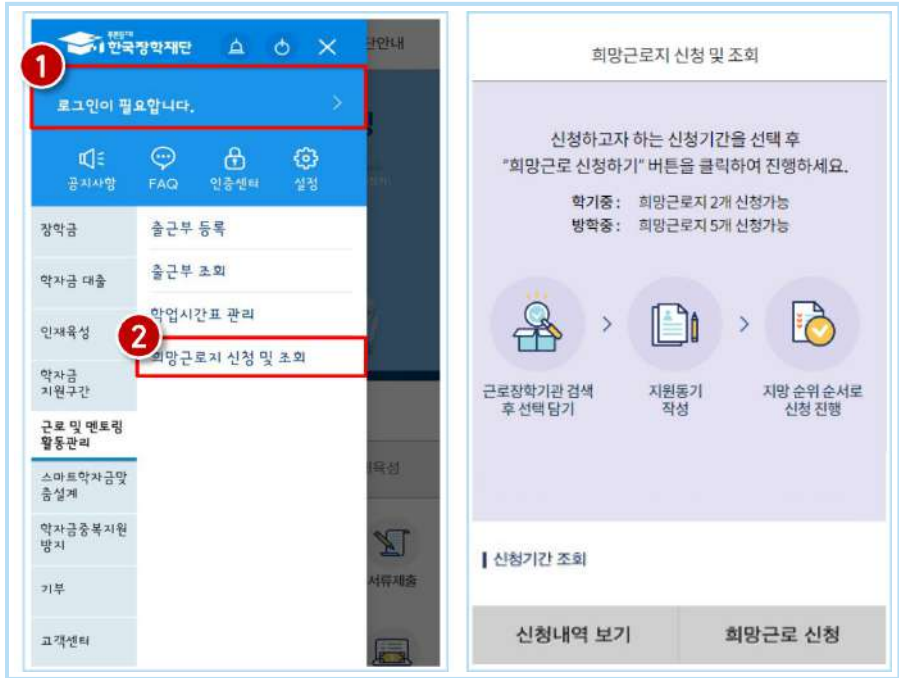 푸른등대
한국장학재단
단안내
1
로그인이 필요합니다.
공지사항
FAQ
인증센터
설정
장학금
학자금 대출
인재육성
학자금
지원구간
근로 및 멘토링
활동관리
스마트학자금맞
춤설계
학자금중복지원
방지
기부
고객센터
출근부 등록
출근부 조회
학업시간표 관리
2
희망근로지 신청 및 조회
육성
서류제출
희망근로지 신청 및 조회
신청하고자 하는 신청기간을 선택 후
"희망근로 신청하기" 버튼을 클릭하여 진행하세요.
학기중 : 희망근로지 2개 신청가능
방학중 : 희망근로지 5개 신청가능
근로장학기관 검색
후 선택 담기
지원동기
작성
지망 순위 순서로
신청 진행
신청기간 조회
신청내역 보기
희망근로 신청